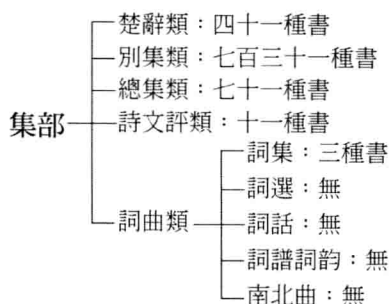 楚辭類：四十一種書
別集類：七百三十一種書
總集類：七十一種書
集部
詩文評類：十一種書
詞集：三種書
詞選：無
詞曲類
詞話：無
詞譜詞韵：無
南北曲：無